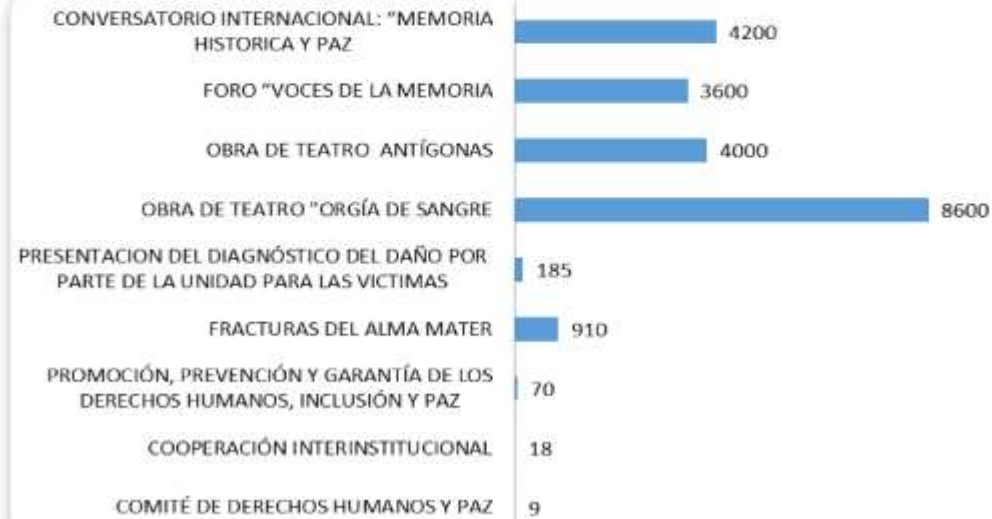 CONVERSATORIO INTERNACIONAL: "MEMORIA
HISTORICA Y PAZ
4200
FORO "VOCES DE LA MEMORIA
3600
OBRA DE TEATRO ANTÍGONAS
4000
OBRA DE TEATRO "ORGÍA DE SANGRE
8600
PRESENTACION DEL DIAGNÓSTICO DEL DAÑO POR
PARTE DE LA UNIDAD PARA LAS VICTIMAS
185
FRACTURAS DEL ALMA MATER
910
PROMOCIÓN, PREVENCIÓN Y GARANTÍA DE LOS
DERECHOS HUMANOS, INCLUSIÓN Y PAZ
70
COOPERACIÓN INTERINSTITUCIONAL
18
COMITÉ DE DERECHOS HUMANOS Y PAZ
9